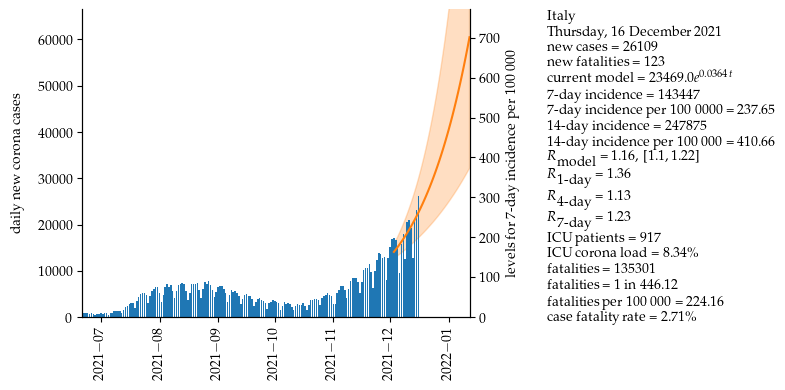 60000
50000
40000
30000
20000
10000
0
daily new corona cases
700
600
500
400
300
200
100
0
levels for 7-day incidence per 100 000
2021−07
2021−08
2021−09
2021−10
2021−11
2021−12
2022−01
Italy
Thursday, 16 December 2021
new cases = 26109
new fatalities = 123
current model = 23469.0e^{0.0364 t}
7-day incidence = 143447
7-day incidence per 100 0000 = 237.65
14-day incidence = 247875
14-day incidence per 100 000 = 410.66
R_model = 1.16, [1.1, 1.22]
R_1-day = 1.36
R_4-day = 1.13
R_7-day = 1.23
ICU patients = 917
ICU corona load = 8.34%
fatalities = 135301
fatalities = 1 in 446.12
fatalities per 100 000 = 224.16
case fatality rate = 2.71%